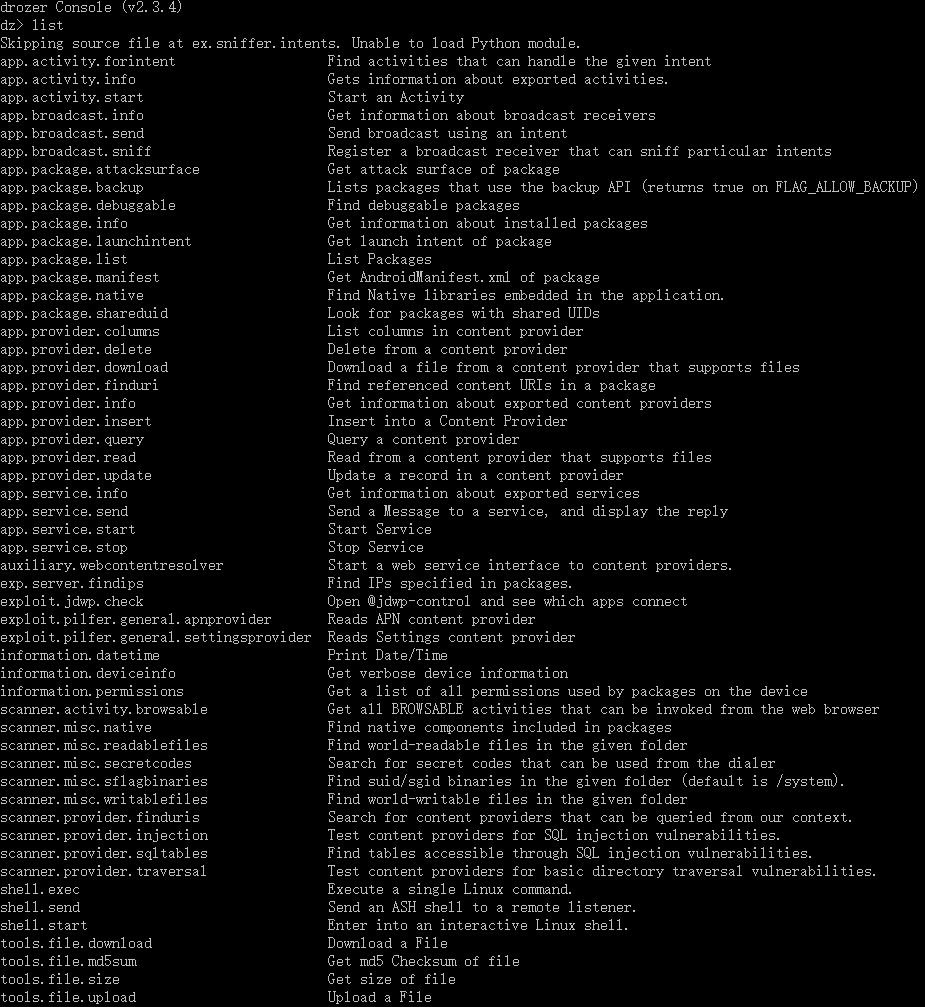 drozer Console (v2.3.4)
dz> list
Skipping source file at ex.sniffer.intents. Unable to load Python module.
app.activity.forintent Find activities that can handle the given intent
app.activity.info Gets information about exported activities.
app.activity.start Start an Activity
app.broadcast.info Get information about broadcast receivers
app.broadcast.send Send broadcast using an intent
app.broadcast.sniff Register a broadcast receiver that can sniff particular intents
app.package.attacksurface Get attack surface of package
app.package.backup Lists packages that use the backup API (returns true on FLAG_ALLOW_BACKUP)
app.package.debuggable Find debuggable packages
app.package.info Get information about installed packages
app.package.launchintent Get launch intent of package
app.package.list List Packages
app.package.manifest Get AndroidManifest.xml of package
app.package.native Find Native libraries embedded in the application.
app.package.shareduid Look for packages with shared UIDs
app.provider.columns List columns in content provider
app.provider.delete Delete from a content provider
app.provider.download Download a file from a content provider that supports files
app.provider.finduri Find referenced content URIs in a package
app.provider.info Get information about exported content providers
app.provider.insert Insert into a Content Provider
app.provider.query Query a content provider
app.provider.read Read from a content provider that supports files
app.provider.update Update a record in a content provider
app.service.info Get information about exported services
app.service.send Send a Message to a service, and display the reply
app.service.start Start Service
app.service.stop Stop Service
auxiliary.webcontentresolver Start a web service interface to content providers.
exp.server.findips Find IPs specified in packages.
exploit.jdwp.check Open @jdwp-control and see which apps connect
exploit.pilfer.general.apnprovider Reads APN content provider
exploit.pilfer.general.settingsprovider Reads Settings content provider
information.datetime Print Date/Time
information.deviceinfo Get verbose device information
information.permissions Get a list of all permissions used by packages on the device
scanner.activity.browsable Get all BROWSABLE activities that can be invoked from the web browser
scanner.misc.native Find native components included in packages
scanner.misc.readablefiles Find world-readable files in the given folder
scanner.misc.secretcodes Search for secret codes that can be used from the dialer
scanner.misc.sflagbinaries Find suid/sgid binaries in the given folder (default is /system).
scanner.misc.writablefiles Find world-writable files in the given folder
scanner.provider.finduris Search for content providers that can be queried from our context.
scanner.provider.injection Test content providers for SQL injection vulnerabilities.
scanner.provider.sqltables Find tables accessible through SQL injection vulnerabilities.
scanner.provider.traversal Test content providers for basic directory traversal vulnerabilities.
shell.exec Execute a single Linux command.
shell.send Send an ASH shell to a remote listener.
shell.start Enter into an interactive Linux shell.
tools.file.download Download a File
tools.file.md5sum Get md5 Checksum of file
tools.file.size Get size of file
tools.file.upload Upload a File